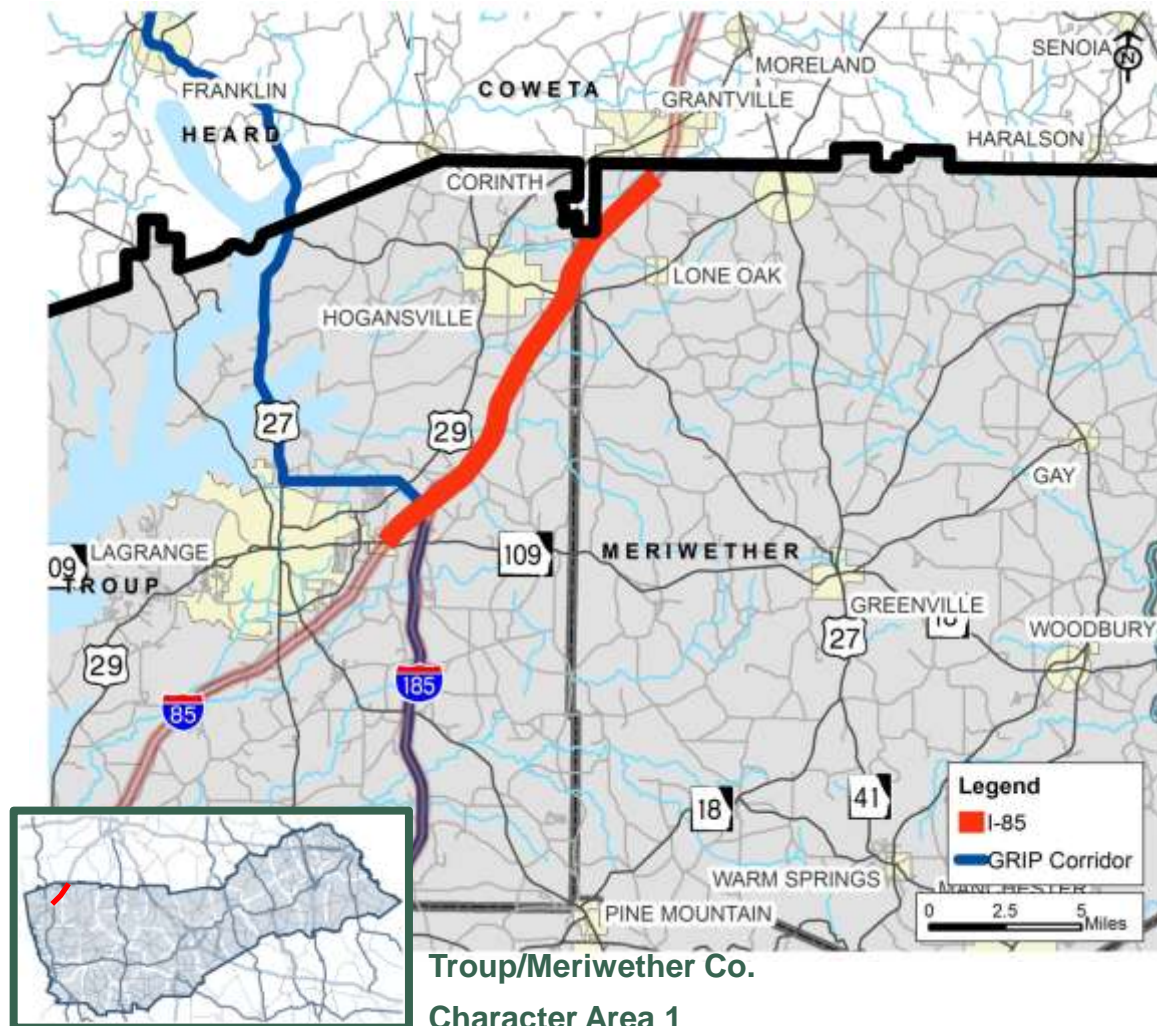 SENOIA
N
MORELAND
FRANKLIN
COWETA
GRANTVILLE
HEARD
HARALSON
CORINTH
LONE OAK
HOGANSVILLE
27
29
GAY
LAGRANGE
109
MERIWETHER
09
TROUP
GREENVILLE
WOODBURY
29
27
185
85
Legend
I-85
GRIP Corridor
18
41
WARM SPRINGS
MANCHESTER
PINE MOUNTAIN
0 2.5 5
Miles
Troup/Meriwether Co.
Character Area 1